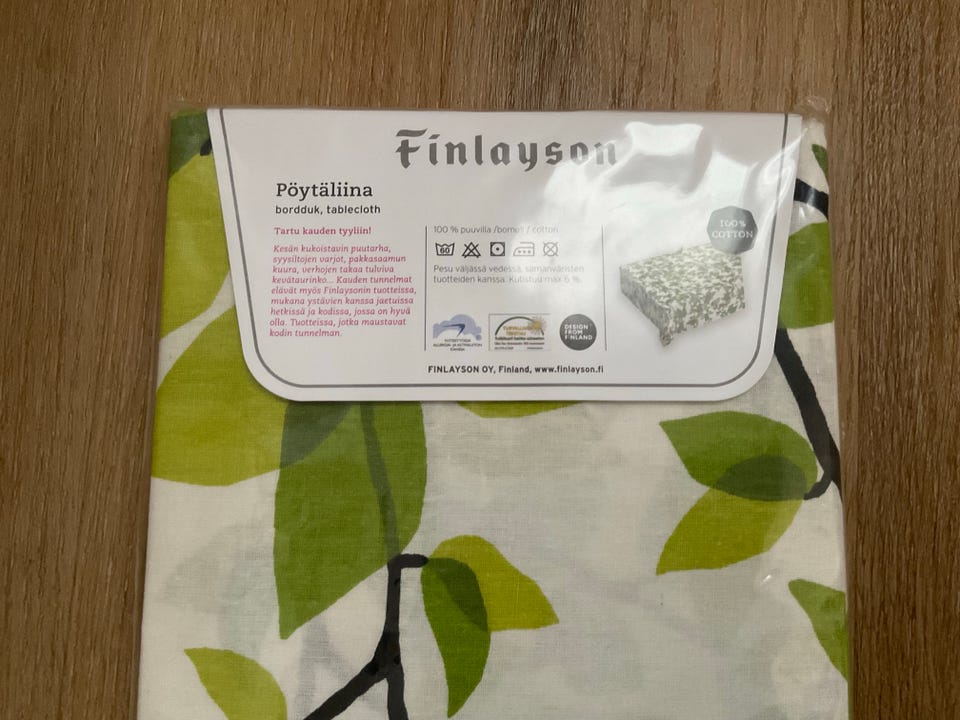 Finlayson
Pöytäliina
bordduk, tablecloth
Tartu kauden tyyliin!
Kesän kukoistavin puutarha,
syysiltojen varjot, pakkasaamun
kuura, verhojen takaa tulviva
kevätaurinko... Kauden tunnelmat
elävät myös Finlaysonin tuotteissa,
mukana ystävien kanssa jaetuissa
hetkissä ja kodissa, jossa on hyvä
olla. Tuotteissa, jotka maustavat
kodin tunnelman.
100 % puuvilla /bomull / cotton
60
Pesu väljässä vedessä, samanväristen
tuotteiden kanssa. Kutistuu max 6 %.
100%
COTTON
DESIGN
FROM
FINLAND
FINLAYSON OY, Finland, www.finlayson.fi